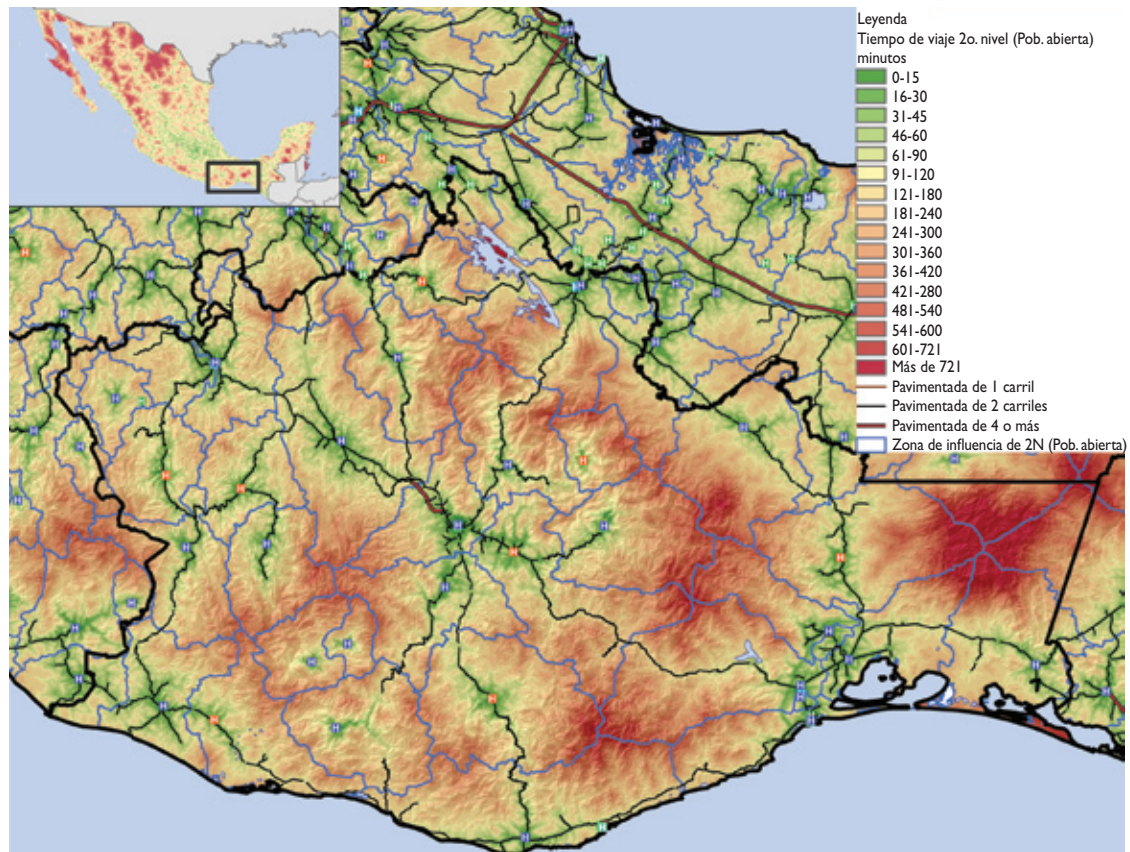 Leyenda
Tiempo de viaje 2o. nivel (Pob. abierta)
minutos
0-15
16-30
31-45
46-60
61-90
91-120
121-180
181-240
241-300
301-360
361-420
421-280
481-540
541-600
601-721
Más de 721
Pavimentada de 1 carril
Pavimentada de 2 carriles
Pavimentada de 4 o más
Zona de influencia de 2N (Pob. abierta)